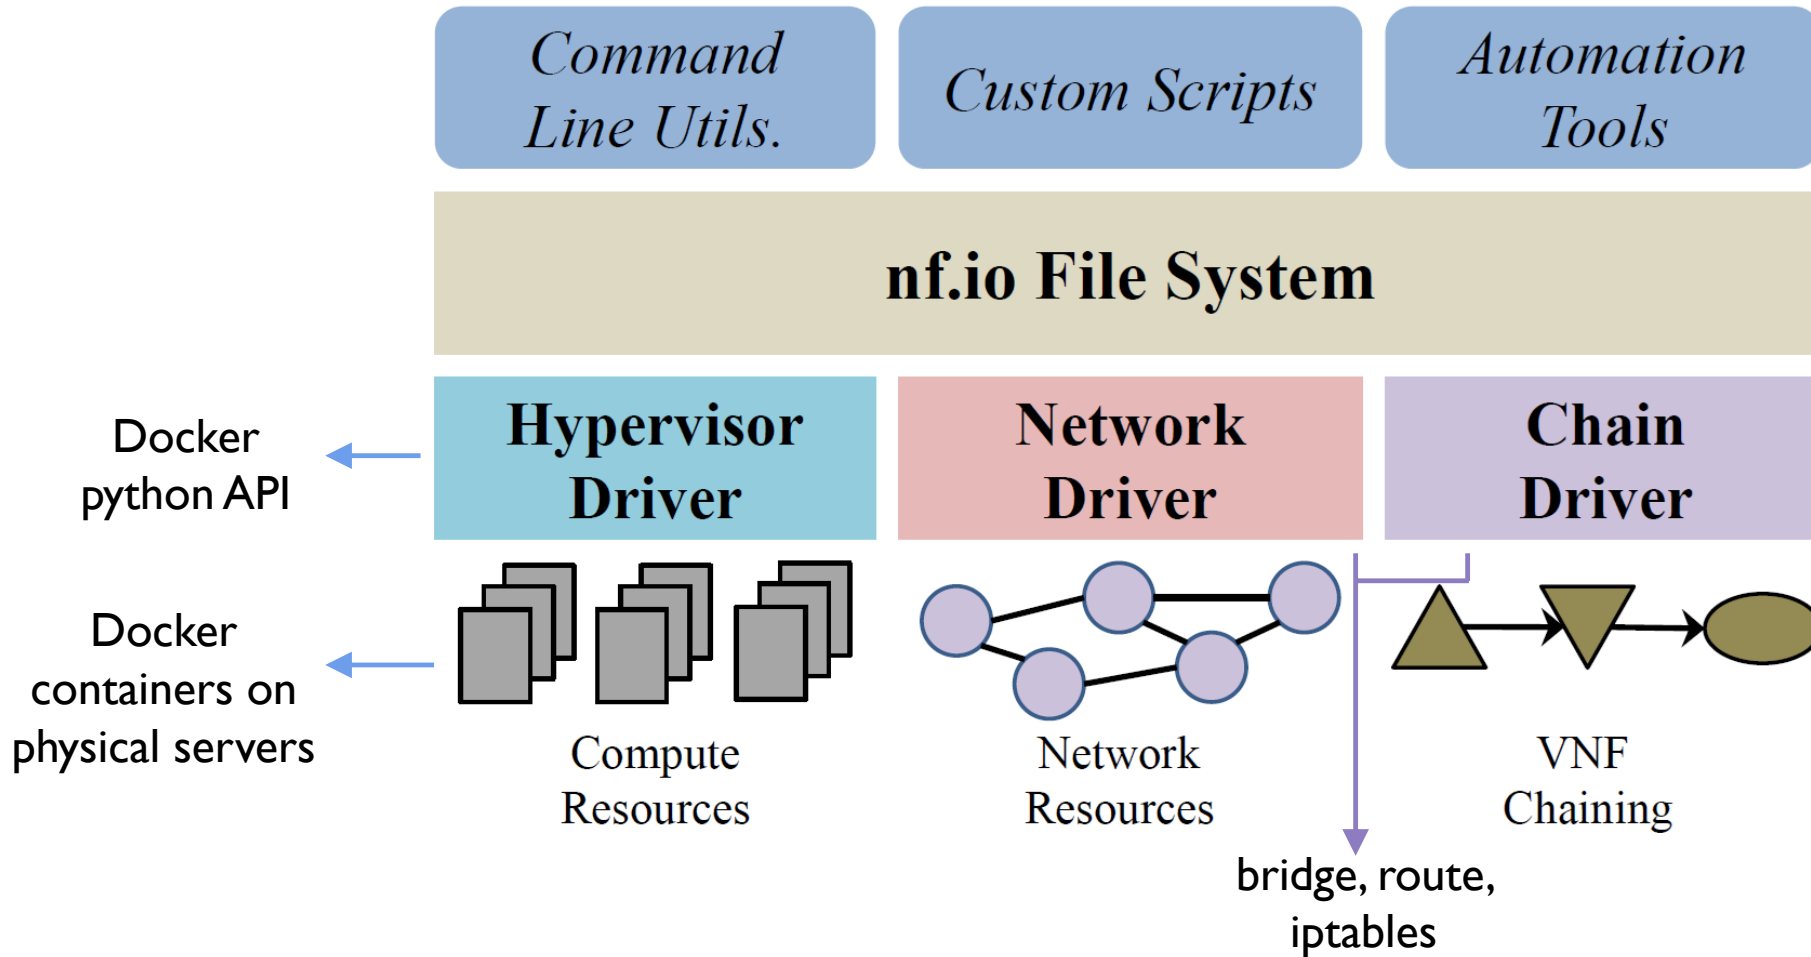 Command
Line Utils.
Custom Scripts
Automation
Tools
nf.io File System
Hypervisor
Driver
Network
Driver
Chain
Driver
Docker
python API
Docker
containers on
physical servers
Compute
Resources
Network
Resources
VNF
Chaining
bridge, route,
iptables